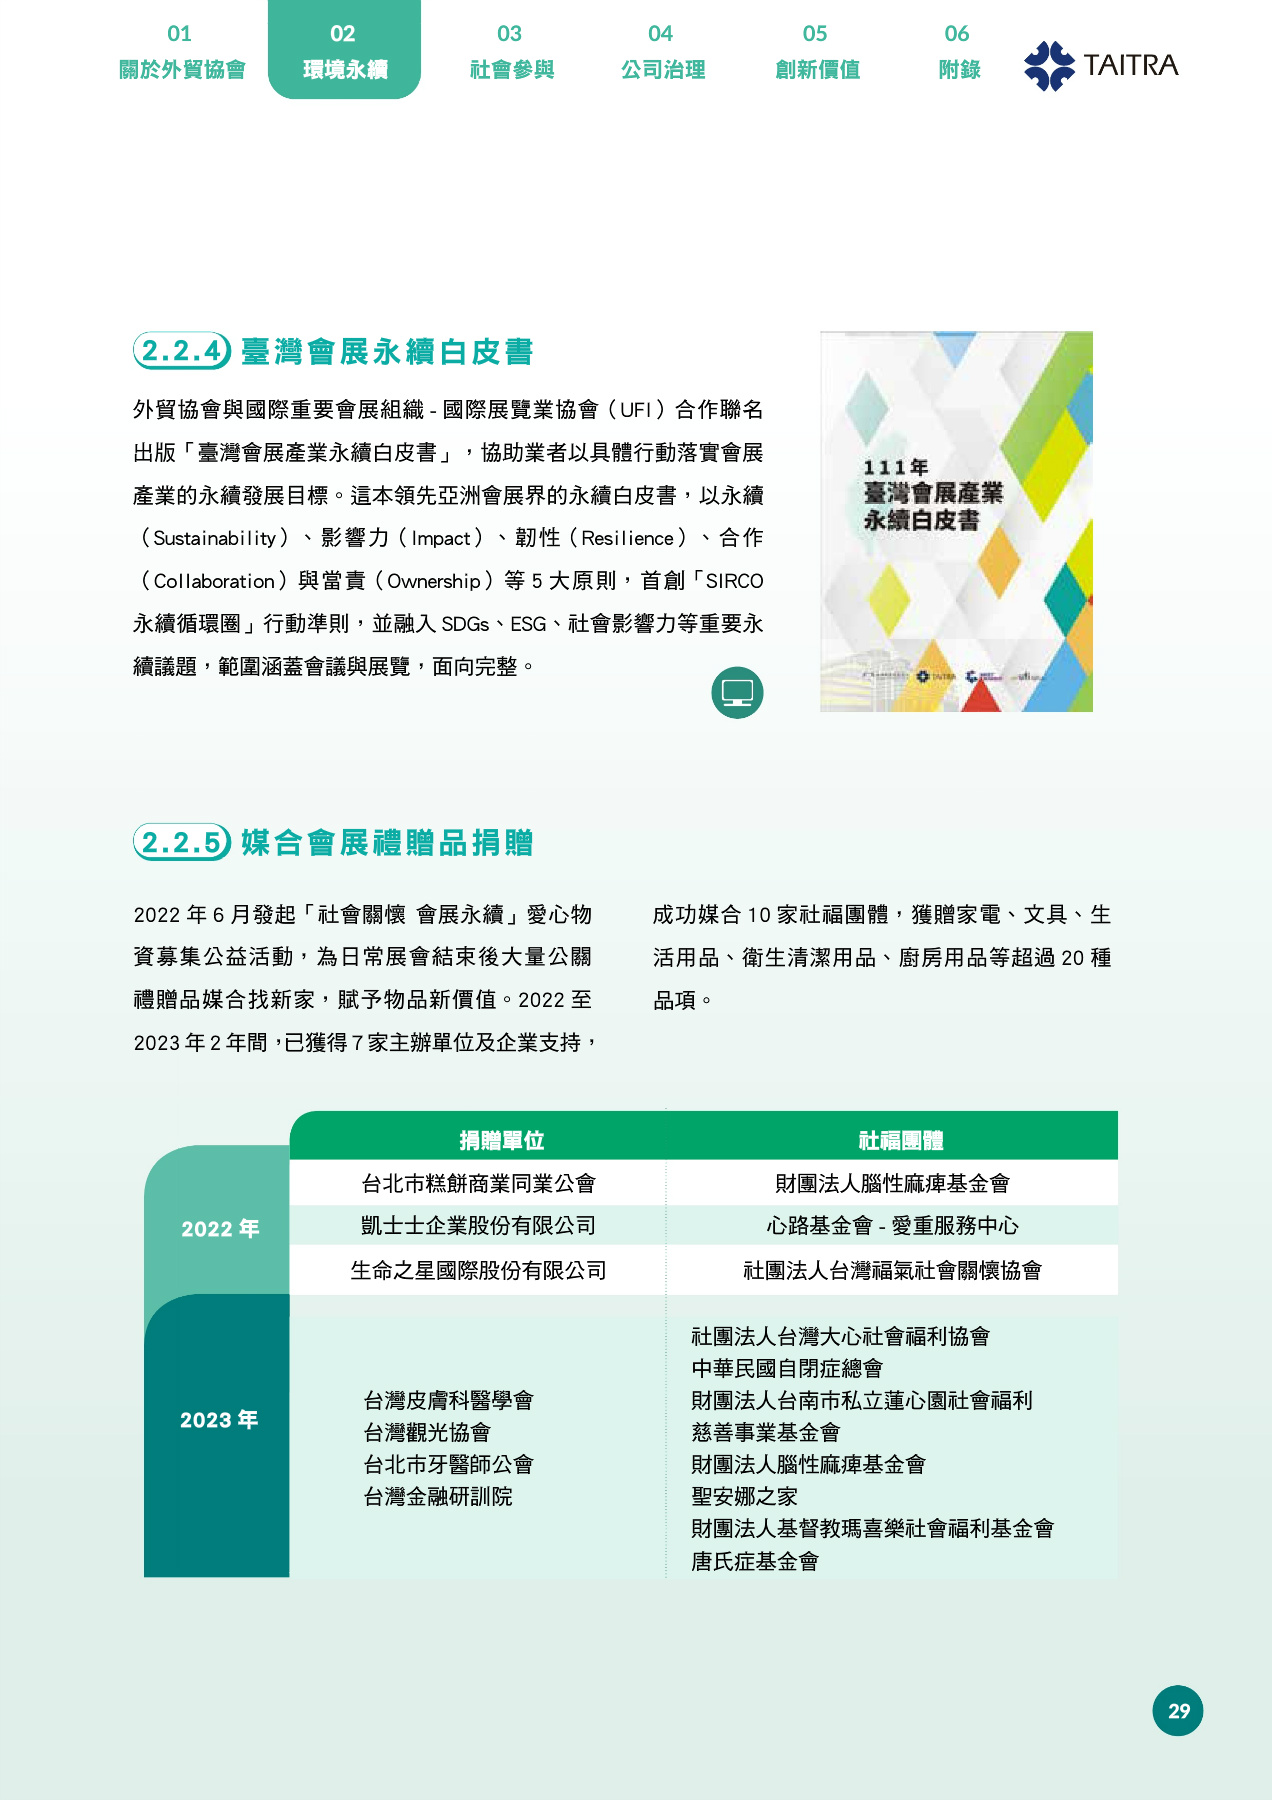 01
關於外貿協會
02
環境永續
03
社會參與
04
公司治理
05
創新價值
06
附錄
TAITRA
2.2.4 臺灣會展永續白皮書
外貿協會與國際重要會展組織 - 國際展覽業協會（UFI）合作聯名
出版「臺灣會展產業永續白皮書」，協助業者以具體行動落實會展
產業的永續發展目標。這本領先亞洲會展界的永續白皮書，以永續
（Sustainability）、影響力（Impact）、韌性（Resilience）、合作
（Collaboration）與當責（Ownership）等 5 大原則，首創「SIRCO
永續循環圈」行動準則，並融入 SDGs、ESG、社會影響力等重要永
續議題，範圍涵蓋會議與展覽，面向完整。
111年
臺灣會展產業
永續白皮書
TAITRA
ufi
2.2.5 媒合會展禮贈品捐贈
2022 年 6 月發起「社會關懷 會展永續」愛心物
資募集公益活動，為日常展會結束後大量公關
禮贈品媒合找新家，賦予物品新價值。2022 至
2023 年 2 年間，已獲得 7 家主辦單位及企業支持，
成功媒合 10 家社福團體，獲贈家電、文具、生
活用品、衛生清潔用品、廚房用品等超過 20 種
品項。
捐贈單位
社福團體
2022 年
台北市糕餅商業同業公會
財團法人腦性麻痺基金會
凱士士企業股份有限公司
心路基金會 - 愛重服務中心
生命之星國際股份有限公司
社團法人台灣福氣社會關懷協會
2023 年
台灣皮膚科醫學會
台灣觀光協會
台北市牙醫師公會
台灣金融研訓院
社團法人台灣大心社會福利協會
中華民國自閉症總會
財團法人台南市私立蓮心園社會福利
慈善事業基金會
財團法人腦性麻痺基金會
聖安娜之家
財團法人基督教瑪喜樂社會福利基金會
唐氏症基金會
29